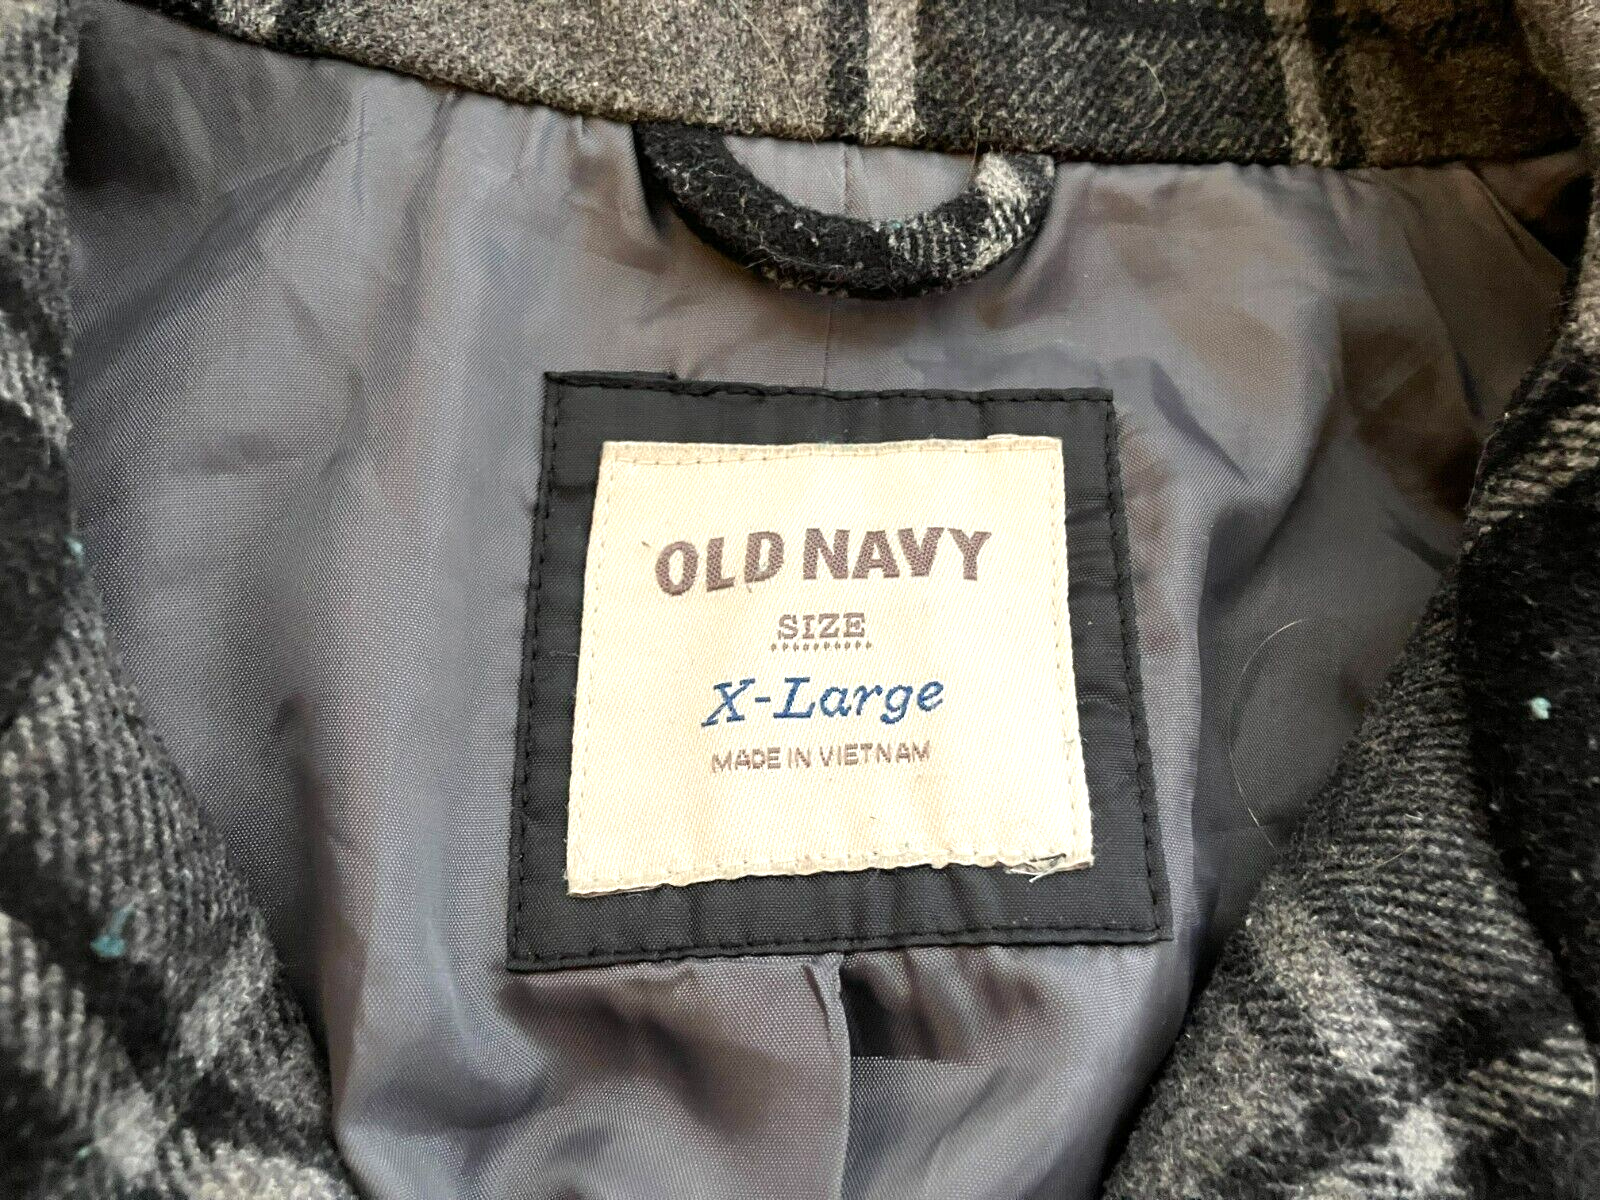 OLD NAVY
SIZE
X-Large
MADE IN VIETNAM